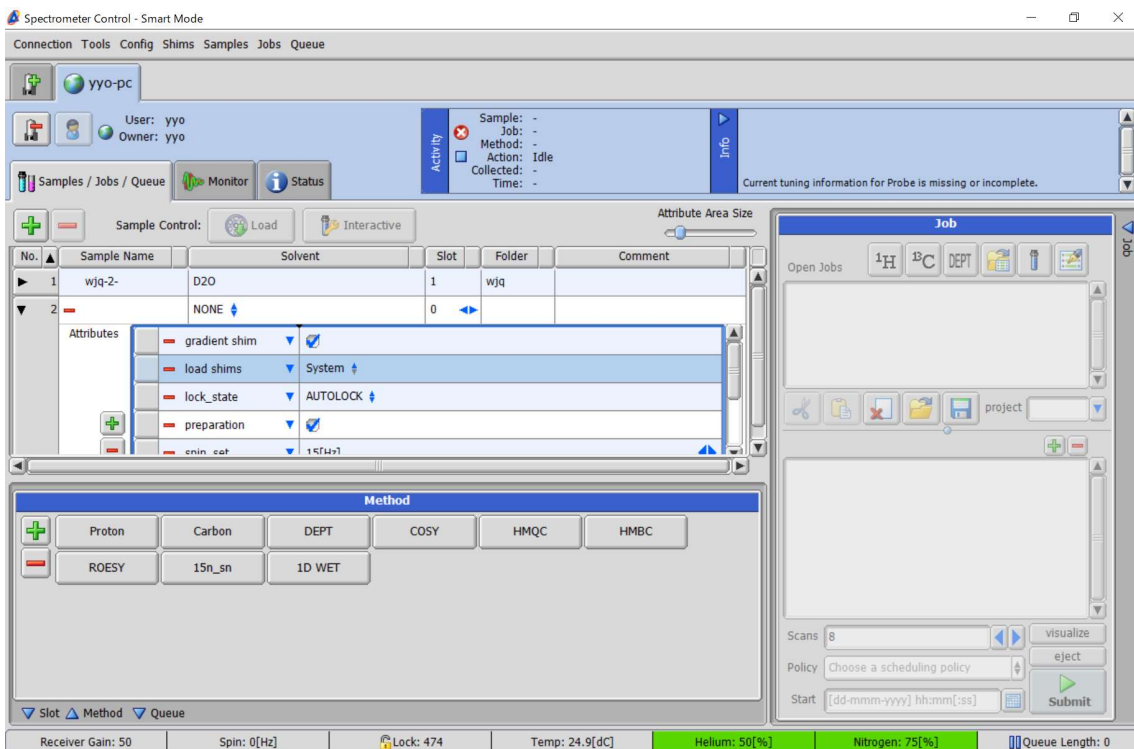 Spectrometer Control - Smart Mode
Connection Tools Config Shims Samples Jobs Queue
yyo-pc
User: yyo
Owner: yyo
Activity
Sample: -
Job: -
Method: -
Action: Idle
Collected: -
Time: -
Info
Current tuning information for Probe is missing or incomplete.
Samples / Jobs / Queue Monitor Status
Sample Control: Load Interactive
Attribute Area Size
No. Sample Name Solvent Slot Folder Comment
1 wjq-2- D2O 1 wjq
2 NONE 0
Attributes
gradient shim
load shims System
lock_state AUTOLOCK
preparation
spin_set 15[Hz]
Method
Proton Carbon DEPT COSY HMQC HMBC
ROESY 15n_sn 1D WET
Slot Method Queue
Job
Job
Open Jobs 1H 13C DEPT
project
Scans 8 visualize
eject
Policy Choose a scheduling policy
Start [dd-mmm-yyyy] hh:mm[:ss] Submit
Receiver Gain: 50 Spin: 0[Hz] Lock: 474 Temp: 24.9[dC] Helium: 50[%] Nitrogen: 75[%] Queue Length: 0